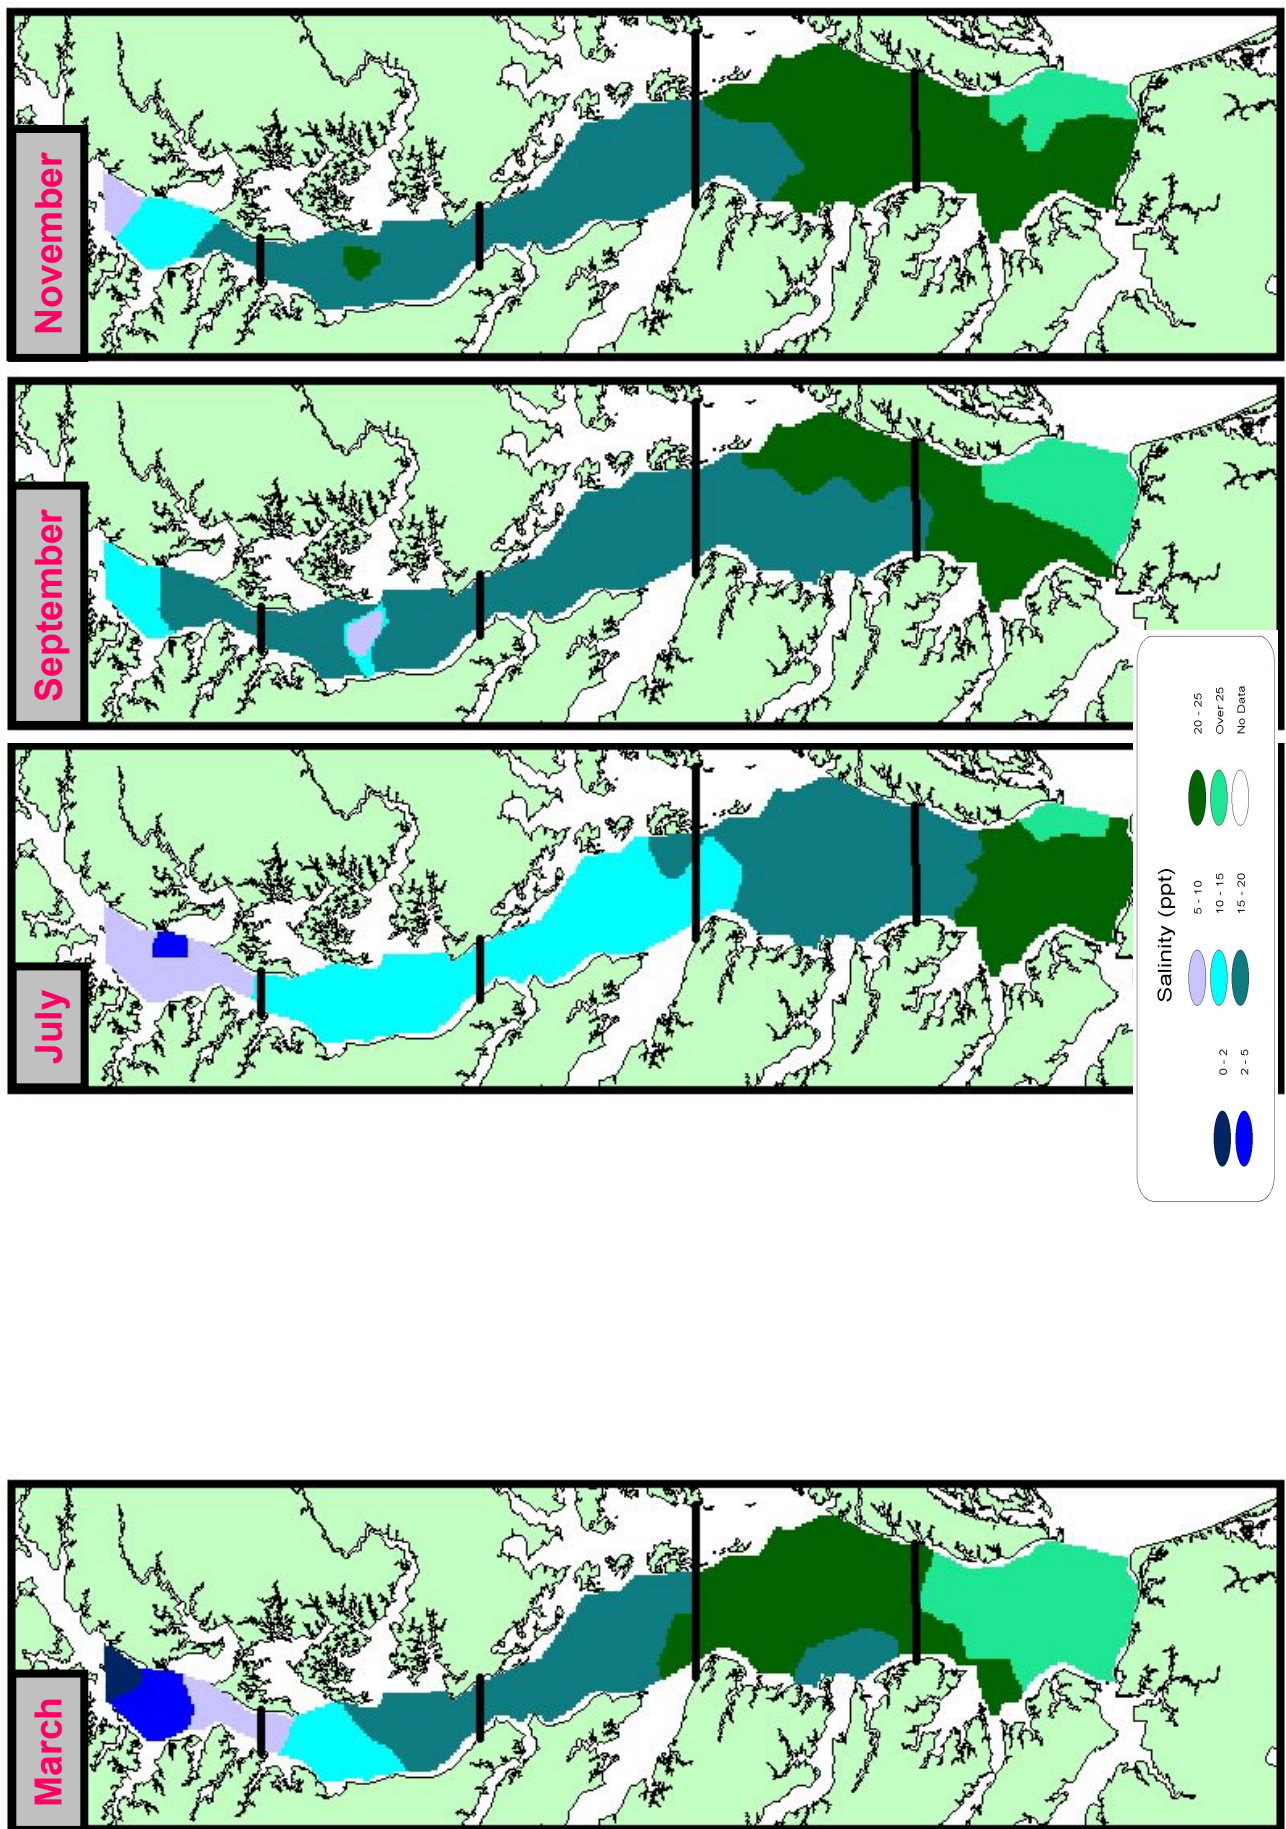 March
July
September
November
Salinity (ppt)
0 - 2
2 - 5
5 - 10
10 - 15
15 - 20
20 - 25
Over 25
No Data